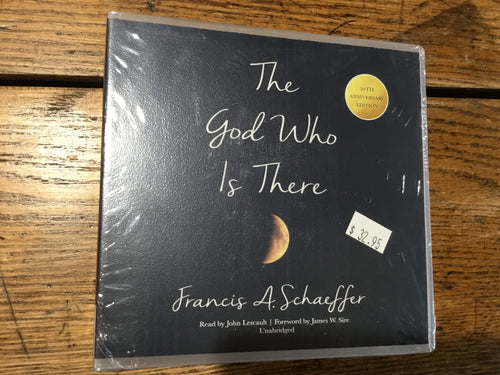 The
God Who
Is There
30TH
ANNIVERSARY
EDITION
$ 32.95
Francis A. Schaeffer
Read by John Lescault | Foreword by James W. Sire
Unabridged